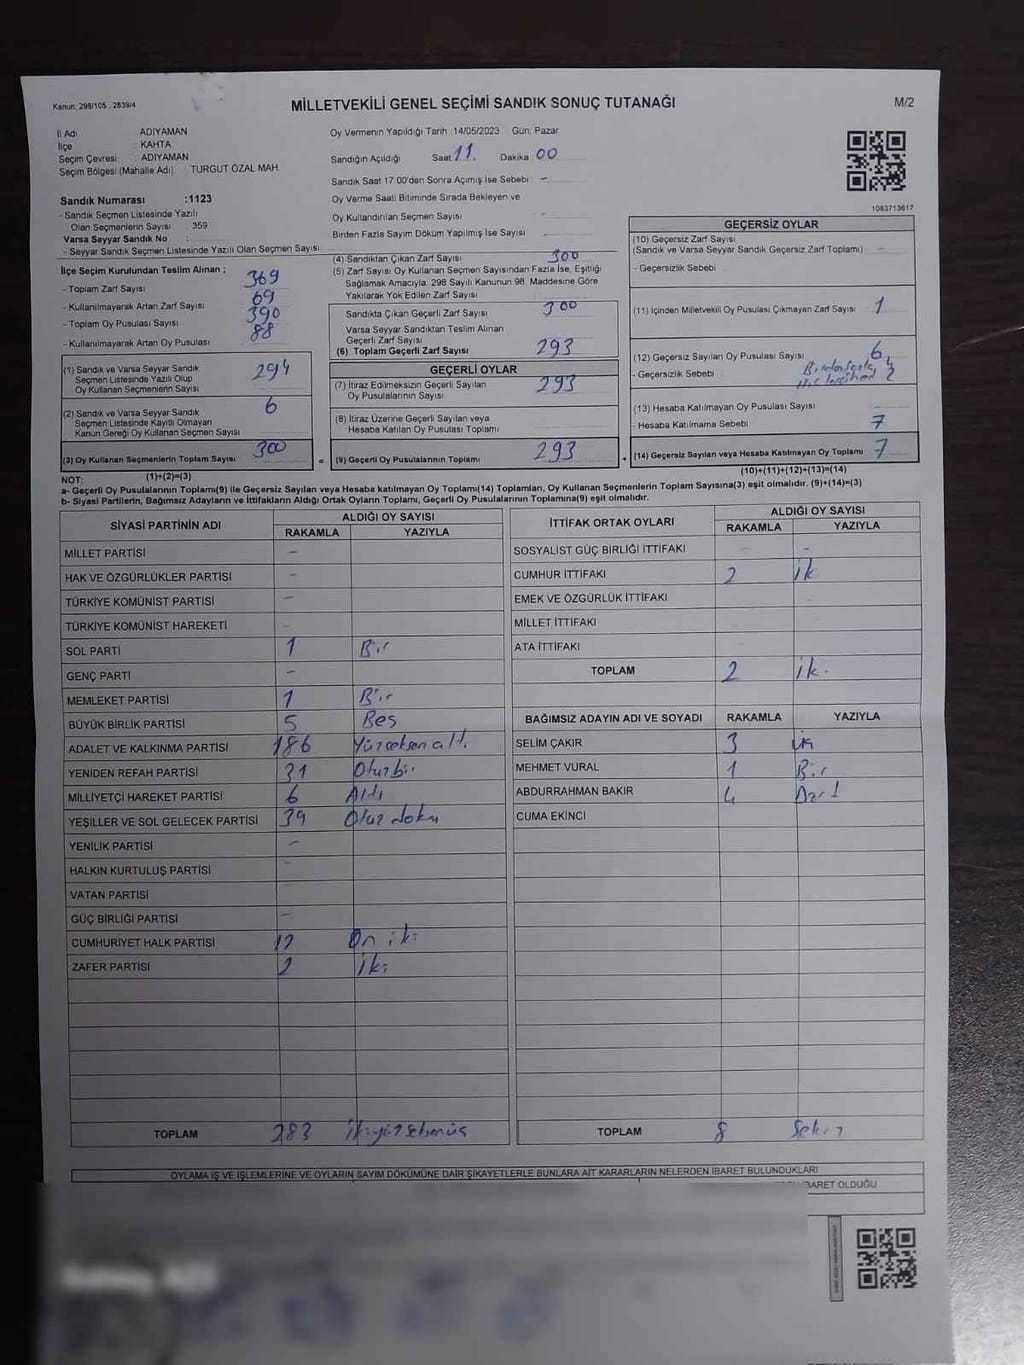 Kanun: 298/105 , 2839/4
MİLLETVEKİLİ GENEL SEÇİMİ SANDIK SONUÇ TUTANAĞI
M/2
İl Adı ADIYAMAN
İlçe KAHTA
Seçim Çevresi ADIYAMAN
Seçim Bölgesi (Mahalle Adı) TURGUT ÖZAL MAH
Sandık Numarası :1123
- Sandık Seçmen Listesinde Yazılı
Olan Seçmenlerin Sayısı : 359
Varsa Seyyar Sandık No :
- Seyyar Sandık Seçmen Listesinde Yazılı Olan Seçmen Sayısı
Oy Vermenin Yapıldığı Tarih 14/05/2023 Gün: Pazar
Sandığın Açıldığı Saat 11. Dakika 00
Sandık Saat 17:00'den Sonra Açımış İse Sebebi : -
Oy Verme Saati Bitiminde Sırada Bekleyen ve
Oy Kullandırılan Seçmen Sayısı
Birden Fazla Sayım Döküm Yapılmış İse Sayısı
1083713617
İlçe Seçim Kurulundan Teslim Alınan ;
- Toplam Zarf Sayısı 369
- Kullanılmayarak Artan Zarf Sayısı 69
- Toplam Oy Pusulası Sayısı 390
- Kullanılmayarak Artan Oy Pusulası 88
(4) Sandıktan Çıkan Zarf Sayısı 300
(5) Zarf Sayısı Oy Kullanan Seçmen Sayısından Fazla İse, Eşitliği
Sağlamak Amacıyla; 298 Sayılı Kanunun 98. Maddesine Göre
Yakılarak Yok Edilen Zarf Sayısı
Sandıkta Çıkan Geçerli Zarf Sayısı 300
Varsa Seyyar Sandıktan Teslim Alınan
Geçerli Zarf Sayısı
(6) Toplam Geçerli Zarf Sayısı 293
GEÇERSİZ OYLAR
(10) Geçersiz Zarf Sayısı
(Sandık ve Varsa Seyyar Sandık Geçersiz Zarf Toplamı)
- Geçersizlik Sebebi
(11) İçinden Milletvekili Oy Pusulası Çıkmayan Zarf Sayısı 1
(12) Geçersiz Sayılan Oy Pusulası Sayısı 6
- Geçersizlik Sebebi Birden fazla 4
2
(13) Hesaba Katılmayan Oy Pusulası Sayısı
- Hesaba Katılmama Sebebi 7
(14) Geçersiz Sayılan veya Hesaba Katılmayan Oy Toplamı 7
(10)+(11)+(12)+(13)=(14)
(1) Sandık ve Varsa Seyyar Sandık
Seçmen Listesinde Yazılı Olup
Oy Kullanan Seçmenlerin Sayısı 294
(2) Sandık ve Varsa Seyyar Sandık
Seçmen Listesinde Kayıtlı Olmayan
Kanun Gereği Oy Kullanan Seçmen Sayısı 6
(3) Oy Kullanan Seçmenlerin Toplam Sayısı 300 =
(1)+(2)=(3)
GEÇERLİ OYLAR
(7) İtiraz Edilmeksizin Geçerli Sayılan
Oy Pusulalarının Sayısı 293
(8) İtiraz Üzerine Geçerli Sayılan veya
Hesaba Katılan Oy Pusulası Toplamı
(9) Geçerli Oy Pusulalarının Toplamı 293 +
NOT:
a- Geçerli Oy Pusulalarının Toplamı(9) ile Geçersiz Sayılan veya Hesaba katılmayan Oy Toplamı(14) Toplamları, Oy Kullanan Seçmenlerin Toplam Sayısına(3) eşit olmalıdır. (9)+(14)=(3)
b- Siyasi Partilerin, Bağımsız Adayların ve İttifakların Aldığı Ortak Oyların Toplamı, Geçerli Oy Pusulalarının Toplamına(9) eşit olmalıdır.
SİYASİ PARTİNİN ADI ALDIĞI OY SAYISI
RAKAMLA YAZIYLA
MİLLET PARTİSİ -
HAK VE ÖZGÜRLÜKLER PARTİSİ -
TÜRKİYE KOMÜNİST PARTİSİ -
TÜRKİYE KOMÜNİST HAREKETİ -
SOL PARTİ 1 Bir
GENÇ PARTİ -
MEMLEKET PARTİSİ 1 Bir
BÜYÜK BİRLİK PARTİSİ 5 Beş
ADALET VE KALKINMA PARTİSİ 186 Yüzseksen alt.
YENİDEN REFAH PARTİSİ 31 Otuzbir
MİLLİYETÇİ HAREKET PARTİSİ 6 Altı
YEŞİLLER VE SOL GELECEK PARTİSİ 39 Otuz doku
YENİLİK PARTİSİ -
HALKIN KURTULUŞ PARTİSİ -
VATAN PARTİSİ
GÜÇ BİRLİĞİ PARTİSİ -
CUMHURİYET HALK PARTİSİ 12 On iki
ZAFER PARTİSİ 2 İki
TOPLAM 283 ikiyüzseksenüç
İTTİFAK ORTAK OYLARI ALDIĞI OY SAYISI
RAKAMLA YAZIYLA
SOSYALİST GÜÇ BİRLİĞİ İTTİFAKI - -
CUMHUR İTTİFAKI 2 ik
EMEK VE ÖZGÜRLÜK İTTİFAKI
MİLLET İTTİFAKI
ATA İTTİFAKI
TOPLAM 2 ik.
BAĞIMSIZ ADAYIN ADI VE SOYADI RAKAMLA YAZIYLA
SELİM ÇAKIR 3
MEHMET VURAL 1 Bir
ABDURRAHMAN BAKIR 4 Dört
CUMA EKİNCİ
TOPLAM 8 Sekiz
OYLAMA İŞ VE İŞLEMLERİNE VE OYLARIN SAYIM DÖKÜMÜNE DAİR ŞİKAYETLERLE BUNLARA AİT KARARLARIN NELERDEN İBARET BULUNDUKLARI
İBARET OLDUĞU